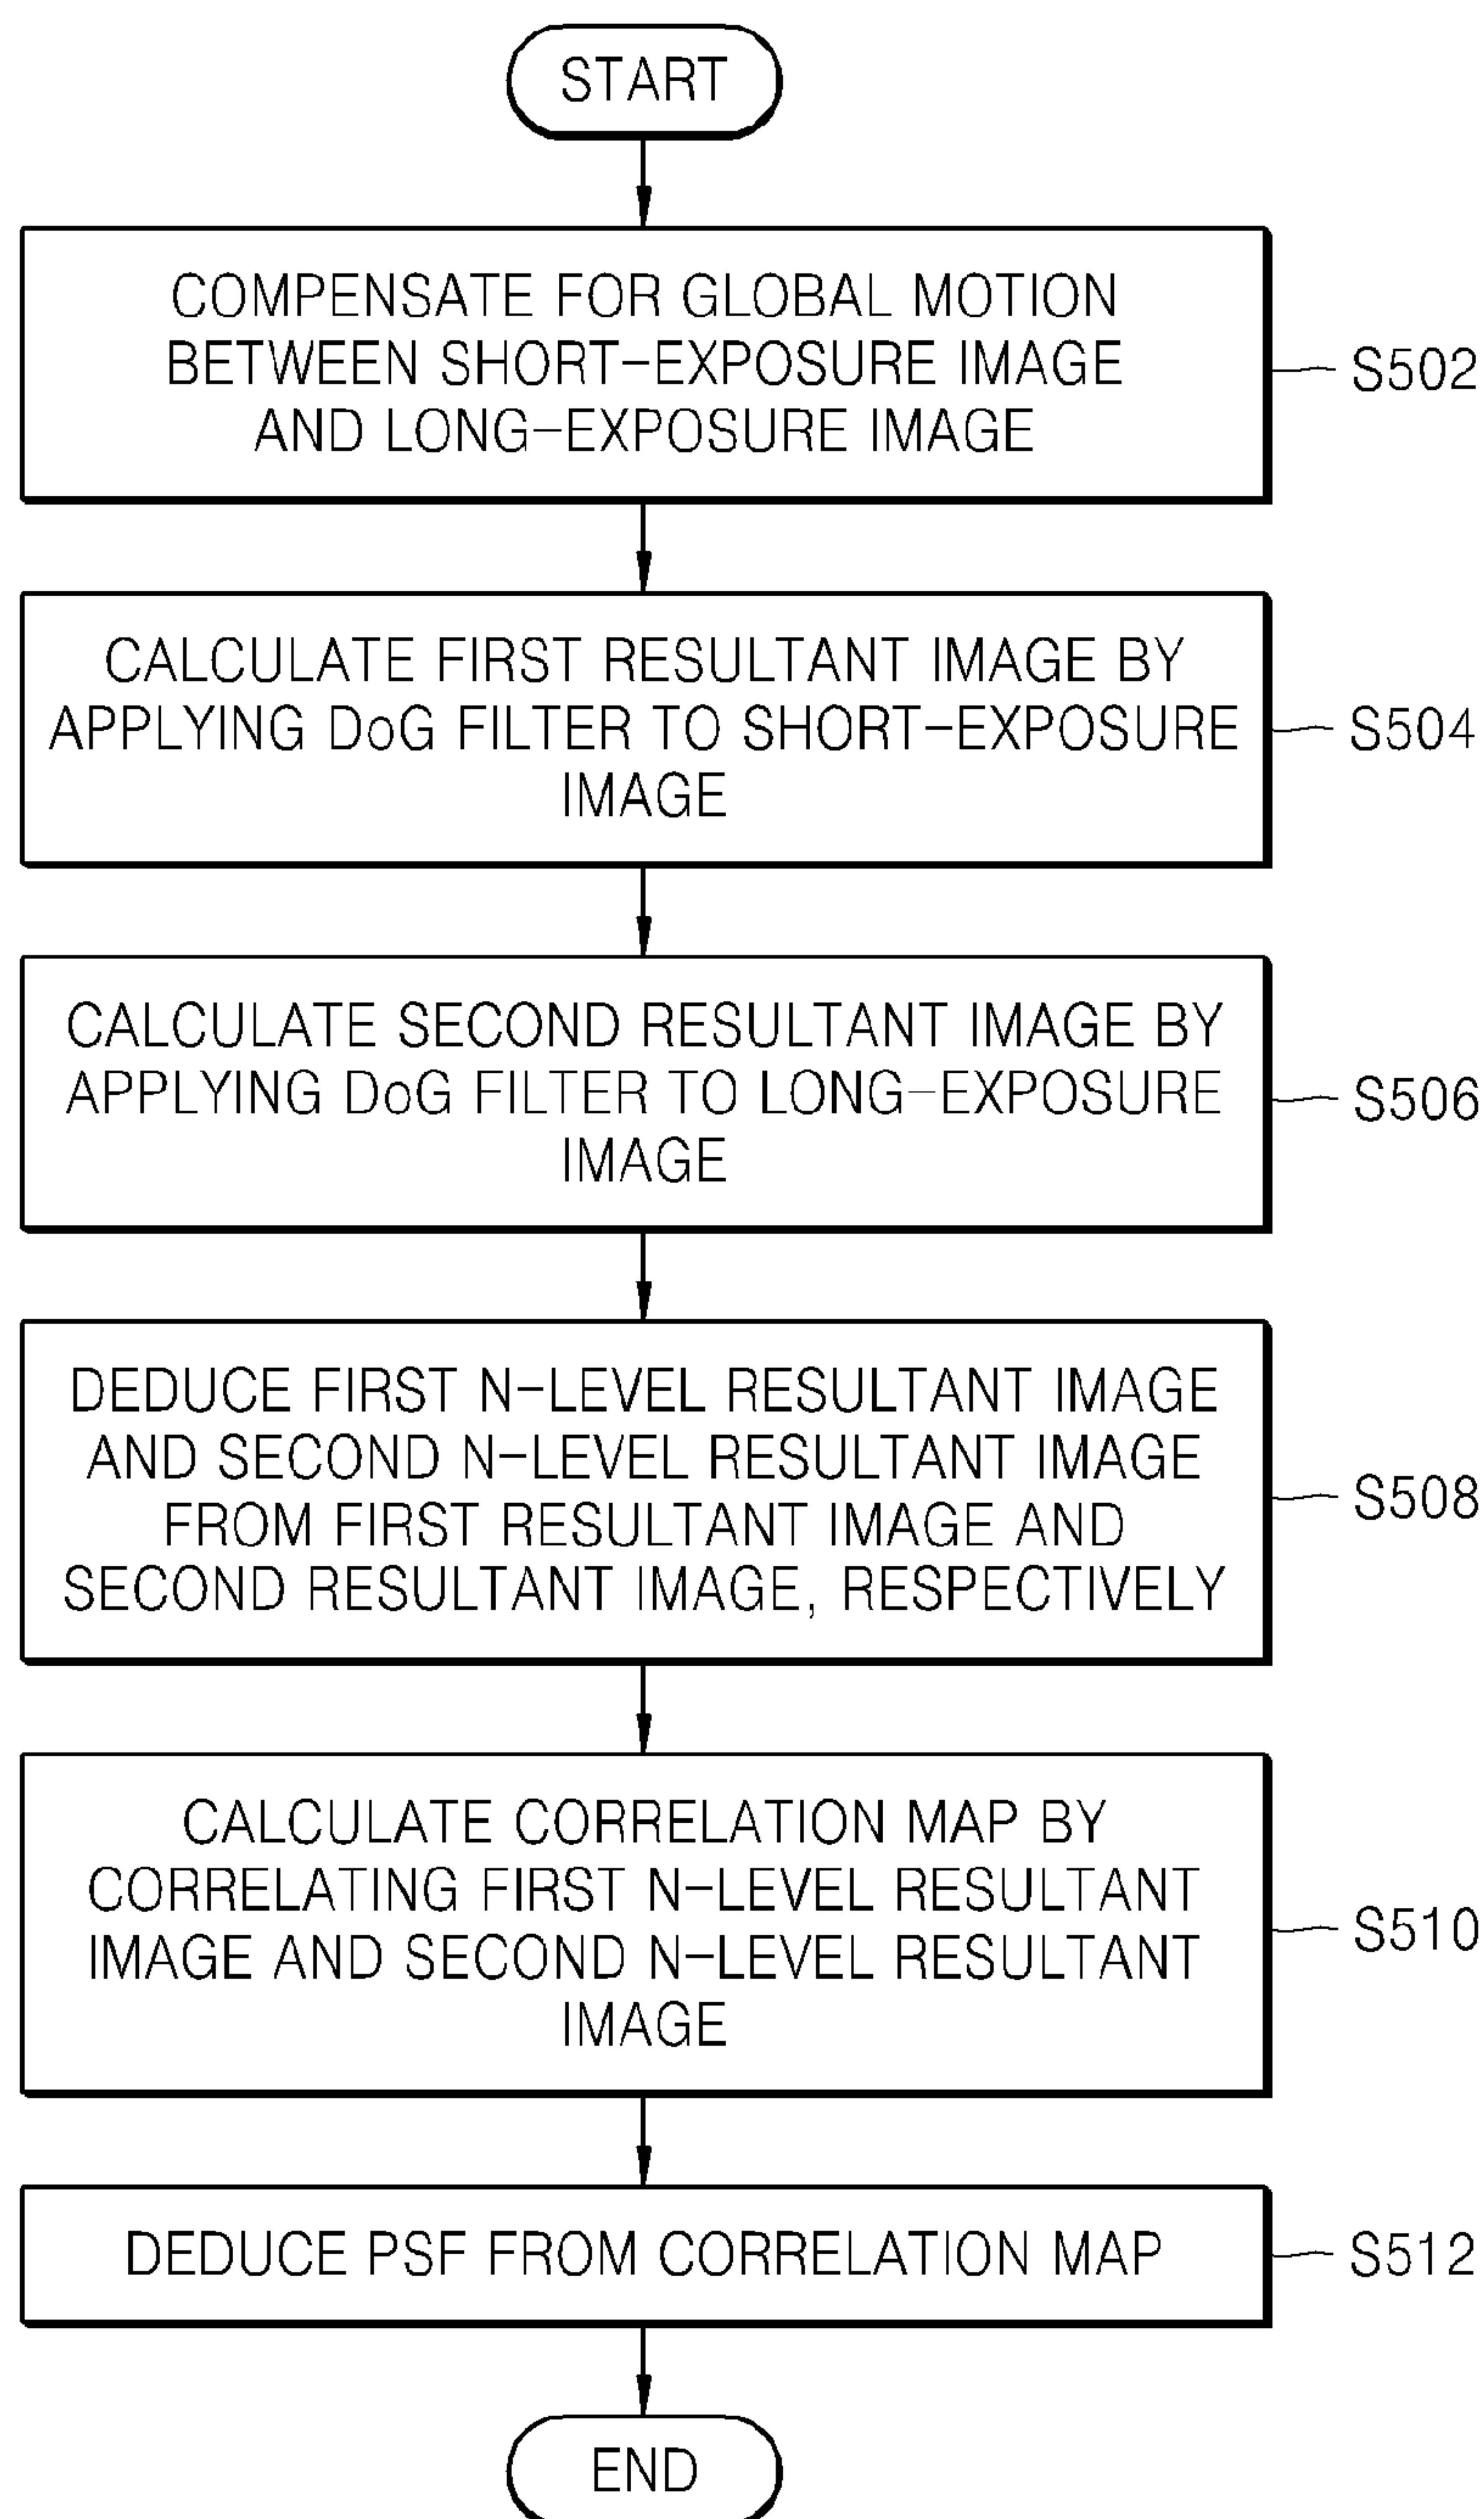 START
COMPENSATE FOR GLOBAL MOTION
BETWEEN SHORT-EXPOSURE IMAGE
AND LONG-EXPOSURE IMAGE
S502
CALCULATE FIRST RESULTANT IMAGE BY
APPLYING DoG FILTER TO SHORT-EXPOSURE
IMAGE
S504
CALCULATE SECOND RESULTANT IMAGE BY
APPLYING DoG FILTER TO LONG-EXPOSURE
IMAGE
S506
DEDUCE FIRST N-LEVEL RESULTANT IMAGE
AND SECOND N-LEVEL RESULTANT IMAGE
FROM FIRST RESULTANT IMAGE AND
SECOND RESULTANT IMAGE, RESPECTIVELY
S508
CALCULATE CORRELATION MAP BY
CORRELATING FIRST N-LEVEL RESULTANT
IMAGE AND SECOND N-LEVEL RESULTANT
IMAGE
S510
DEDUCE PSF FROM CORRELATION MAP
S512
END